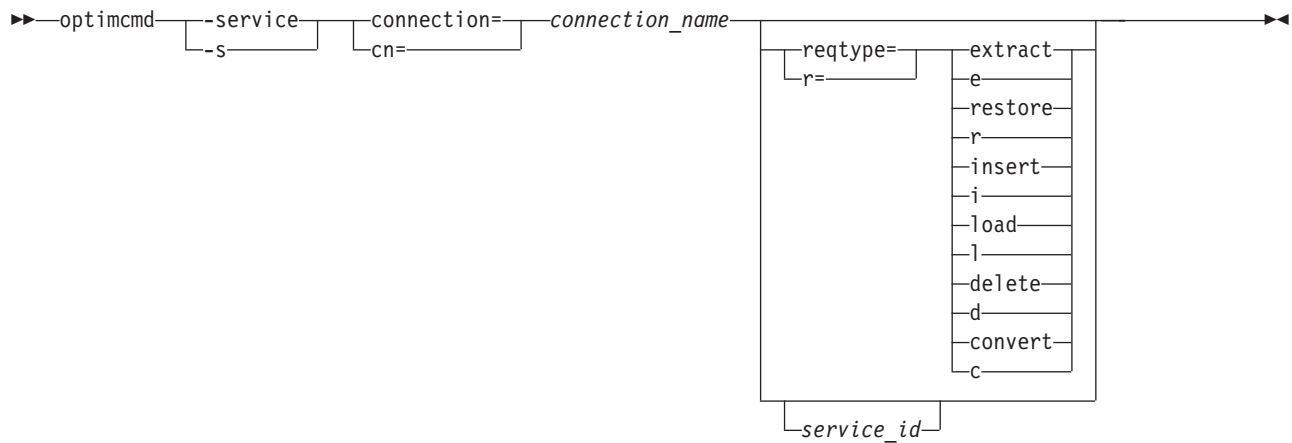 optimcmd -service connection= connection_name
-s cn= reqtype= extract
r= e
restore
r
insert
i
load
l
delete
d
convert
c
service_id